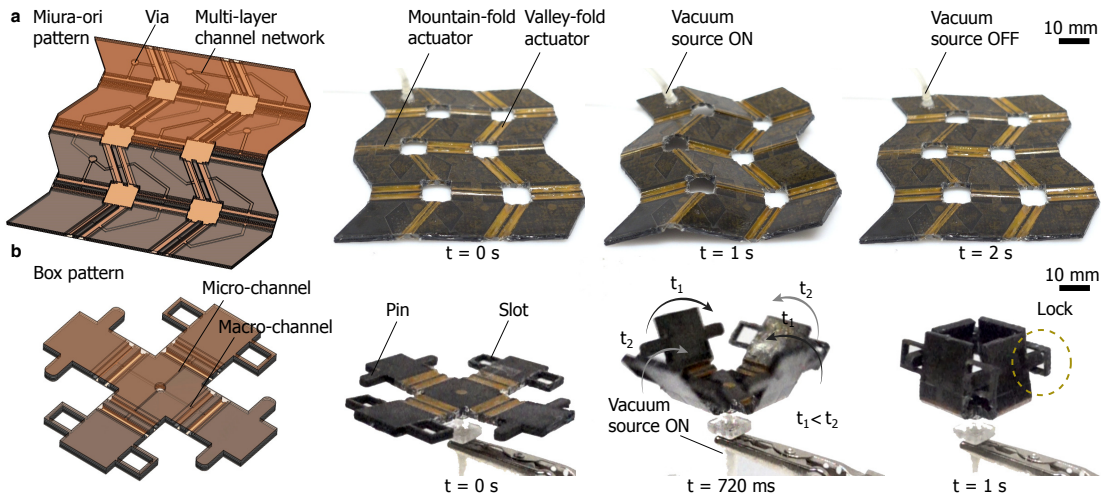 a
Miura-ori
pattern
Via
Multi-layer
channel network
Mountain-fold
actuator
Valley-fold
actuator
Vacuum
source ON
Vacuum
source OFF
10 mm
t = 0 s
t = 1 s
t = 2 s
b
Box pattern
Micro-channel
Macro-channel
Pin
Slot
t1
t2
t1
t2
Vacuum
source ON
t1< t2
Lock
10 mm
t = 0 s
t = 720 ms
t = 1 s